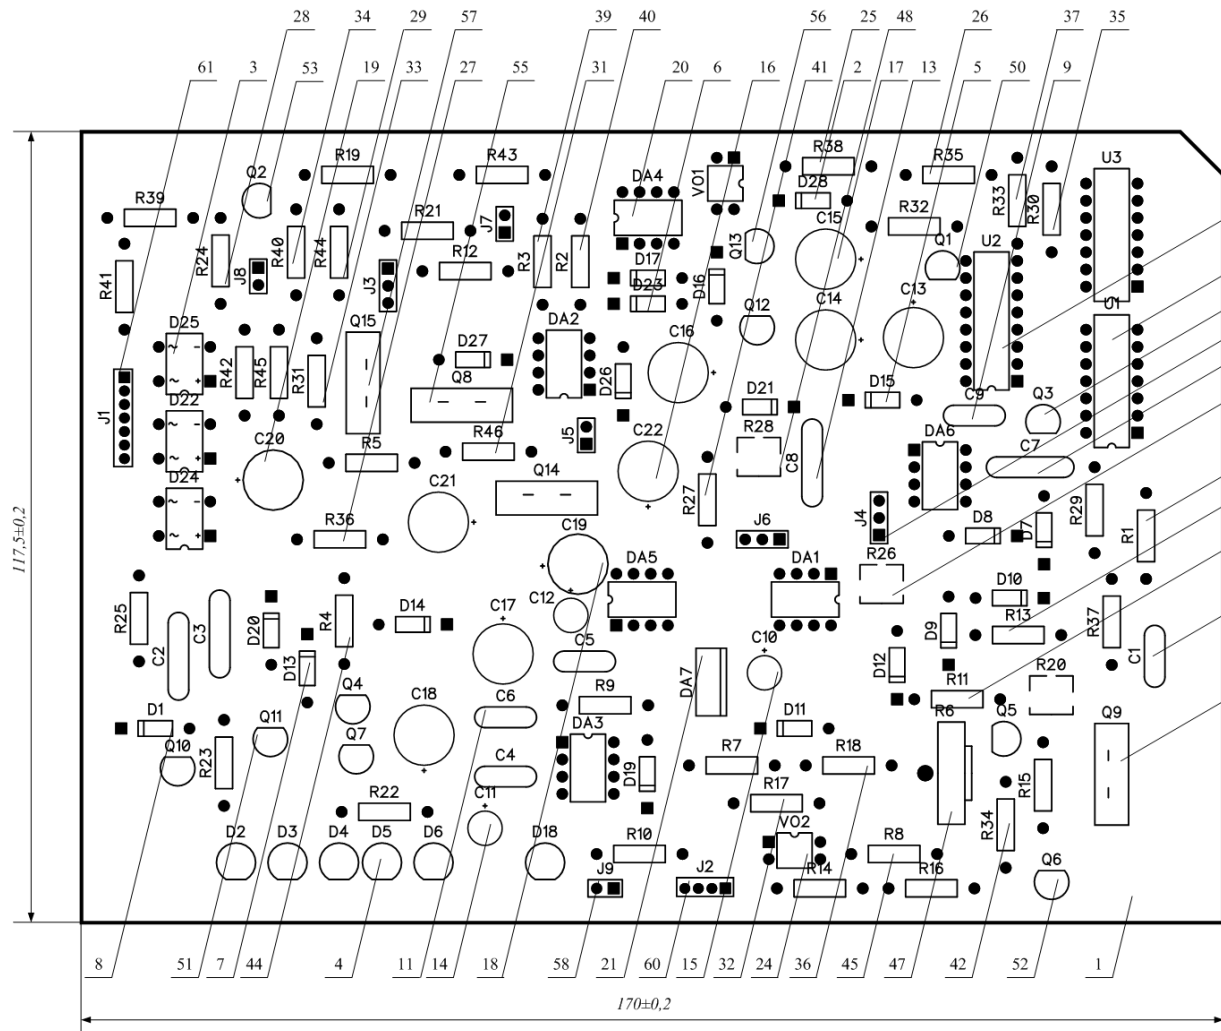 28 34 29 57 39 40 56 25 48 26 37 35
61 3 53 19 33 27 55 31 20 6 16 41 2 17 13 5 50 9
R38
R43
R19
R35
U3
Q2
DA4
VO1
D28
R33
R30
R39
C15
J7
R21
R32
Q13
Q1
U2
R24
R40
R44
R3
R2
D17
R12
J8
J3
R41
D16
D23
C13
U1
D25
Q15
DA2
Q12
C14
C16
D27
R42
R45
R31
D26
Q8
D21
D15
J1
D22
C9
Q3
R28
R46
J5
DA6
C20
R5
C22
C8
C7
D24
Q14
C21
R27
R36
C19
J6
J4
D8
D7
R29
R1
DA5
DA1
R26
R25
C2
C3
D20
R4
D14
C17
C12
D10
R13
D9
R37
C1
D13
C5
C10
D12
R20
DA7
R11
Q4
C18
C6
R9
D1
Q11
DA3
D11
R6
Q5
Q9
Q10
R23
Q7
C4
D19
R7
R18
R15
R17
R22
C11
VO2
R34
D2
D3
D4
D5
D6
D18
R10
R8
J9
J2
R14
R16
Q6
117,5±0,2
8 51 7 44 4 11 14 18 58 21 60 15 32 24 36 45 47 42 52 1
170±0,2